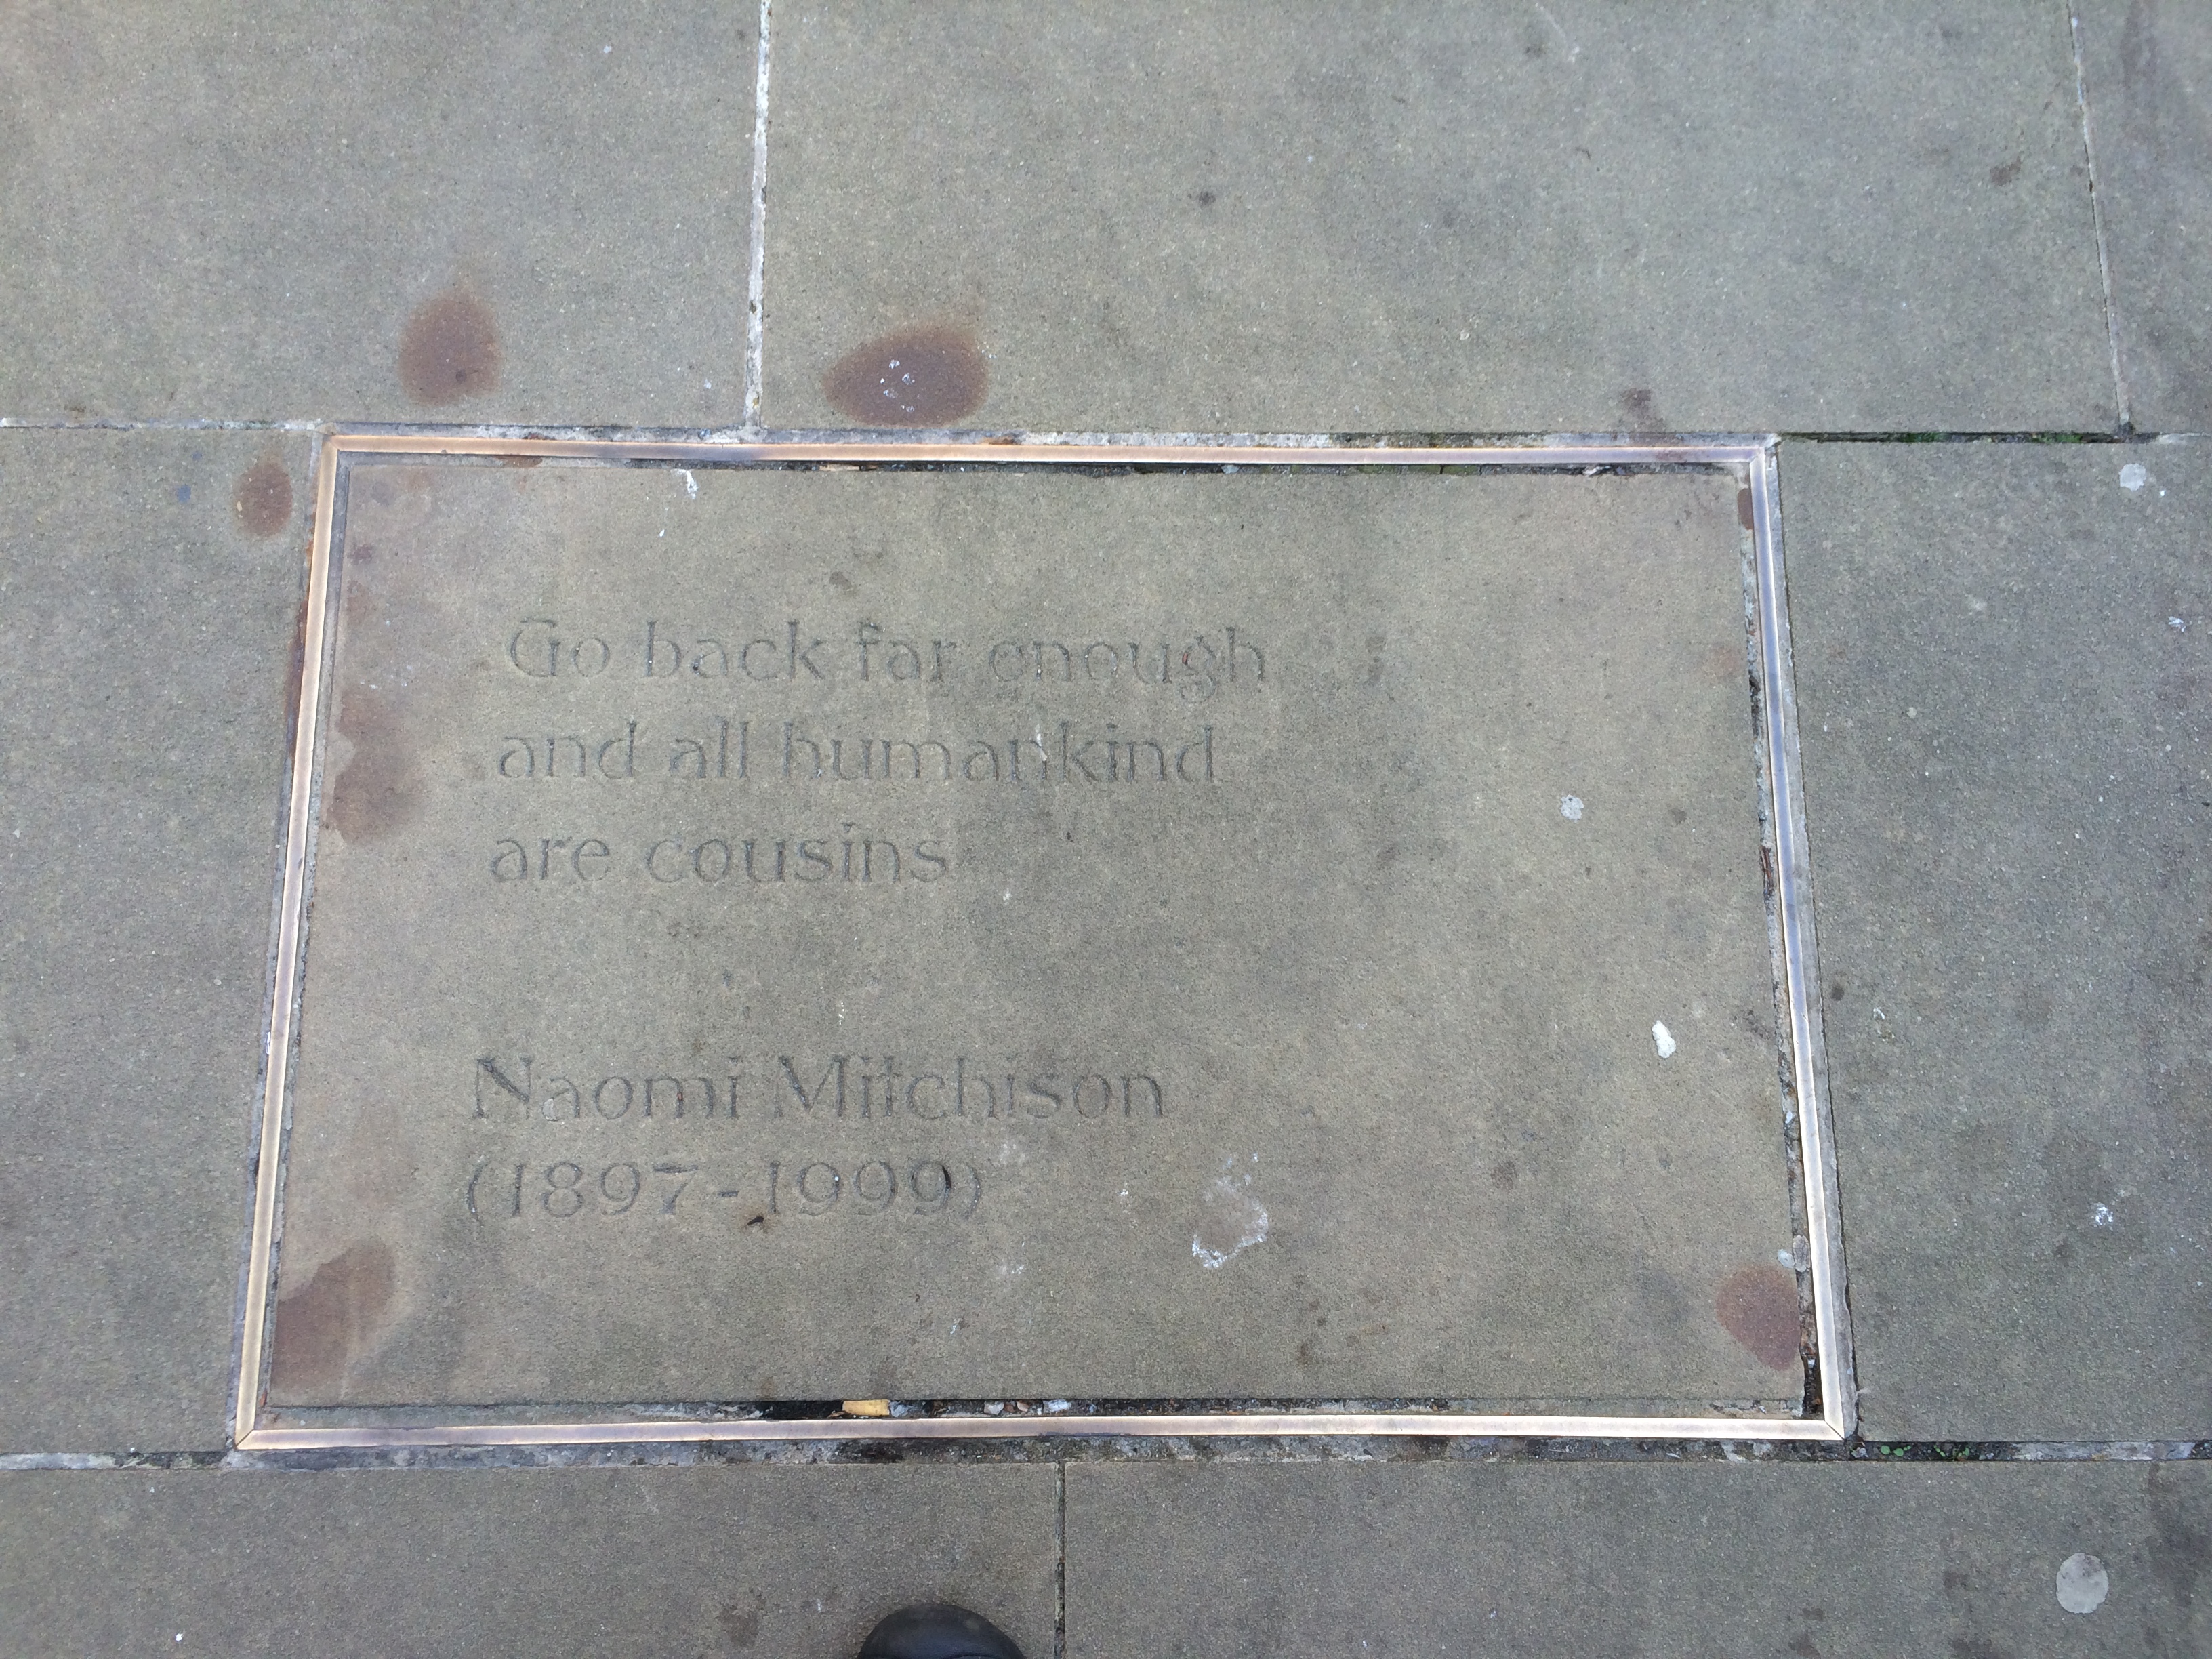 Go back far enough
and all humankind
are cousins
Naomi Mitchison
(1897-1999)